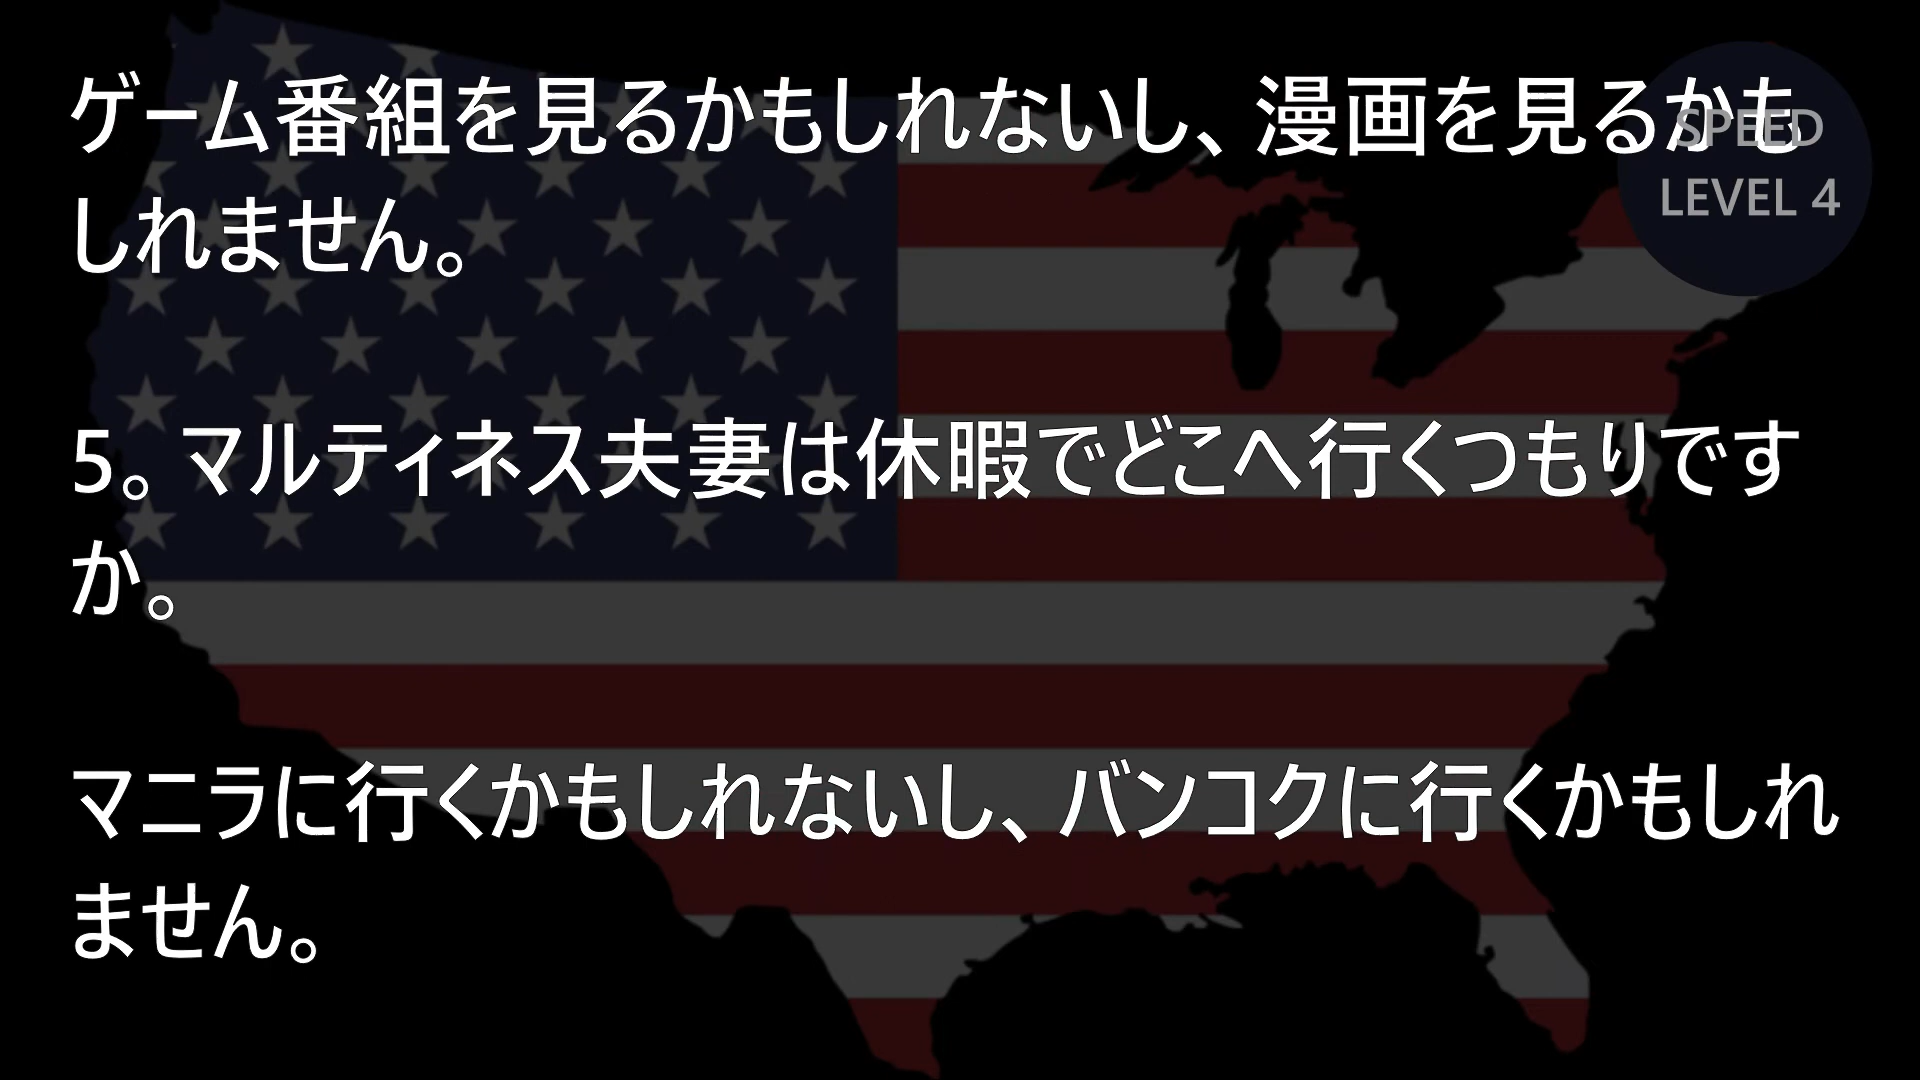 ゲーム番組を見るかもしれないし、漫画を見るかも
しれません。
SPEED
LEVEL 4
5。マルティネス夫妻は休暇でどこへ行くつもりです
か。
マニラに行くかもしれないし、バンコクに行くかもしれ
ません。